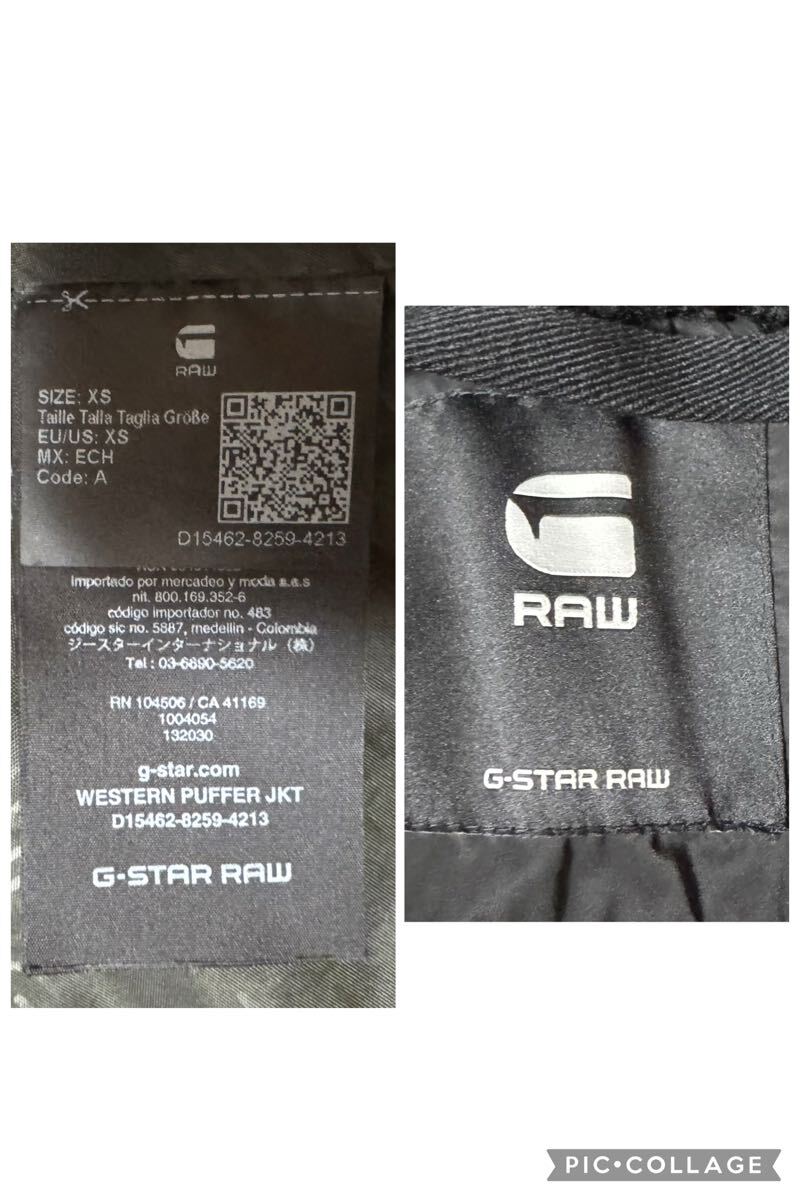 RAW
SIZE: XS
Taille Talla Taglia Größe
EU/US: XS
MX: ECH
Code: A
D15462-8259-4213
Importado por mercadeo y moda s.a.s
nit. 800.169.352-6
código importador no. 483
código sic no. 5887, medellin - Colombia
ジースターインターナショナル (株)
Tel : 03-6890-5620
RN 104506 / CA 41169
1004054
132030
g-star.com
WESTERN PUFFER JKT
D15462-8259-4213
G-STAR RAW
RAW
G-STAR RAW
PIC•COLLAGE